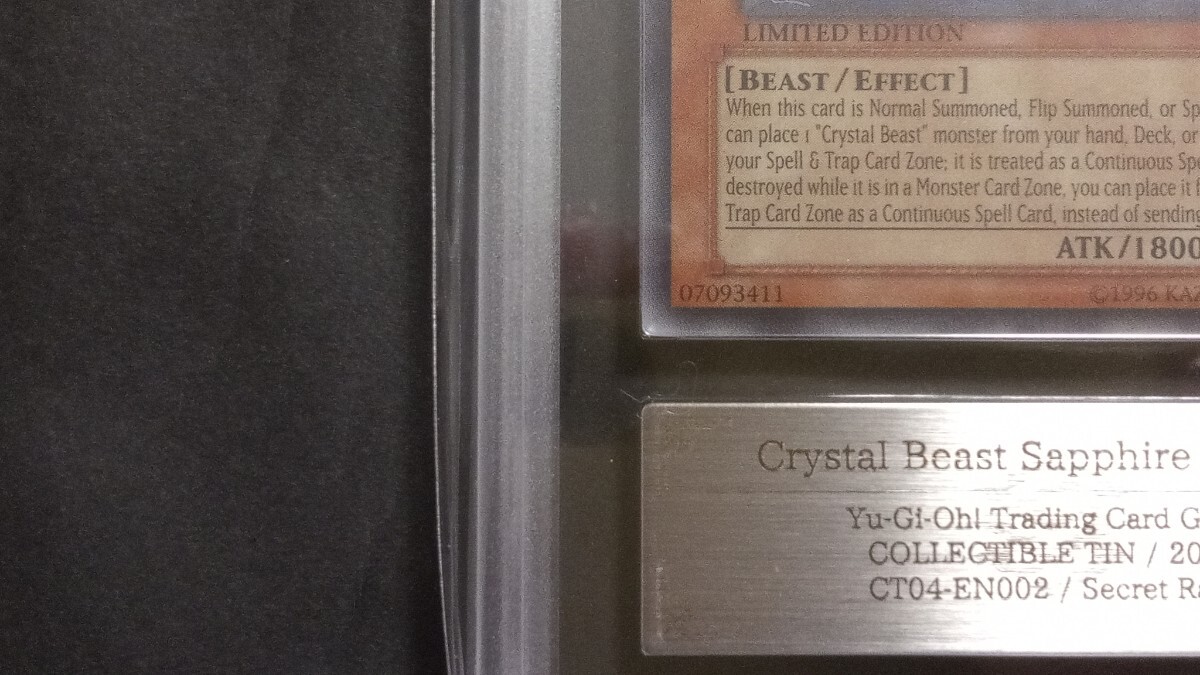 LIMITED EDITION
[BEAST / EFFECT]
When this card is Normal Summoned, Flip Summoned, or Sp
can place 1 "Crystal Beast" monster from your hand, Deck, or
your Spell & Trap Card Zone; it is treated as a Continuous Spe
destroyed while it is in a Monster Card Zone, you can place it f
Trap Card Zone as a Continuous Spell Card, instead of sending
ATK/1800
07093411 ©1996 KAZ
Crystal Beast Sapphire
Yu-Gi-Oh! Trading Card G
COLLECTIBLE TIN / 20
CT04-EN002 / Secret Ra